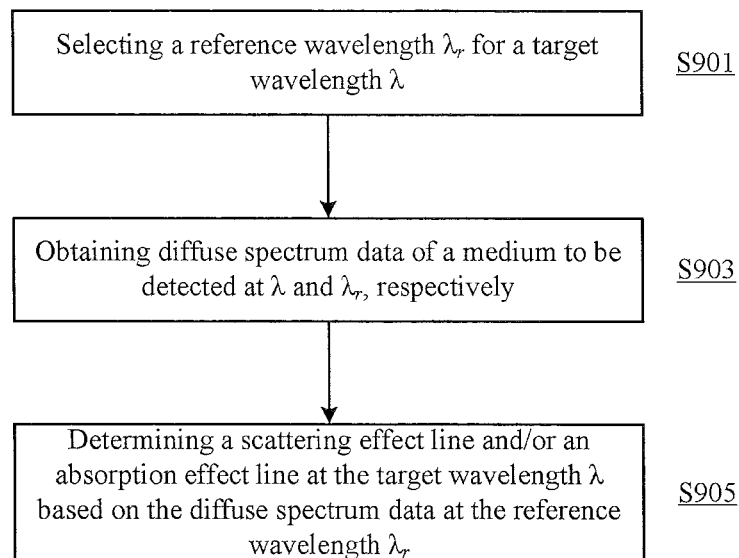 Selecting a reference wavelength λr for a target
wavelength λ
S901
Obtaining diffuse spectrum data of a medium to be
detected at λ and λr, respectively
S903
Determining a scattering effect line and/or an
absorption effect line at the target wavelength λ
based on the diffuse spectrum data at the reference
wavelength λr
S905